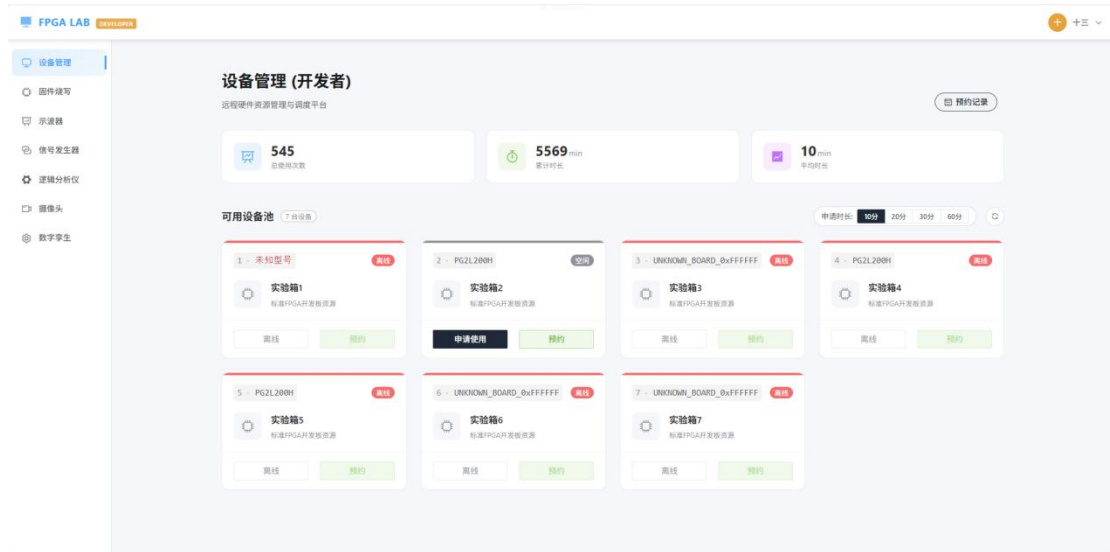 FPGA LAB DEVELOPER
十三
设备管理
固件烧写
示波器
信号发生器
逻辑分析仪
摄像头
数字孪生
设备管理 (开发者)
远程硬件资源管理与调度平台
预约记录
545
总使用次数
5569min
累计时长
10min
平均时长
可用设备池 7 台设备
申请时长: 10分 20分 30分 60分
1 · 未知型号 离线
实验箱1
标准FPGA开发板资源
离线 预约
2 · PG2L200H 空闲
实验箱2
标准FPGA开发板资源
申请使用 预约
3 · UNKNOWN_BOARD_0xFFFFFF 离线
实验箱3
标准FPGA开发板资源
离线 预约
4 · PG2L200H 离线
实验箱4
标准FPGA开发板资源
离线 预约
5 · PG2L200H 离线
实验箱5
标准FPGA开发板资源
离线 预约
6 · UNKNOWN_BOARD_0xFFFFFF 离线
实验箱6
标准FPGA开发板资源
离线 预约
7 · UNKNOWN_BOARD_0xFFFFFF 离线
实验箱7
标准FPGA开发板资源
离线 预约